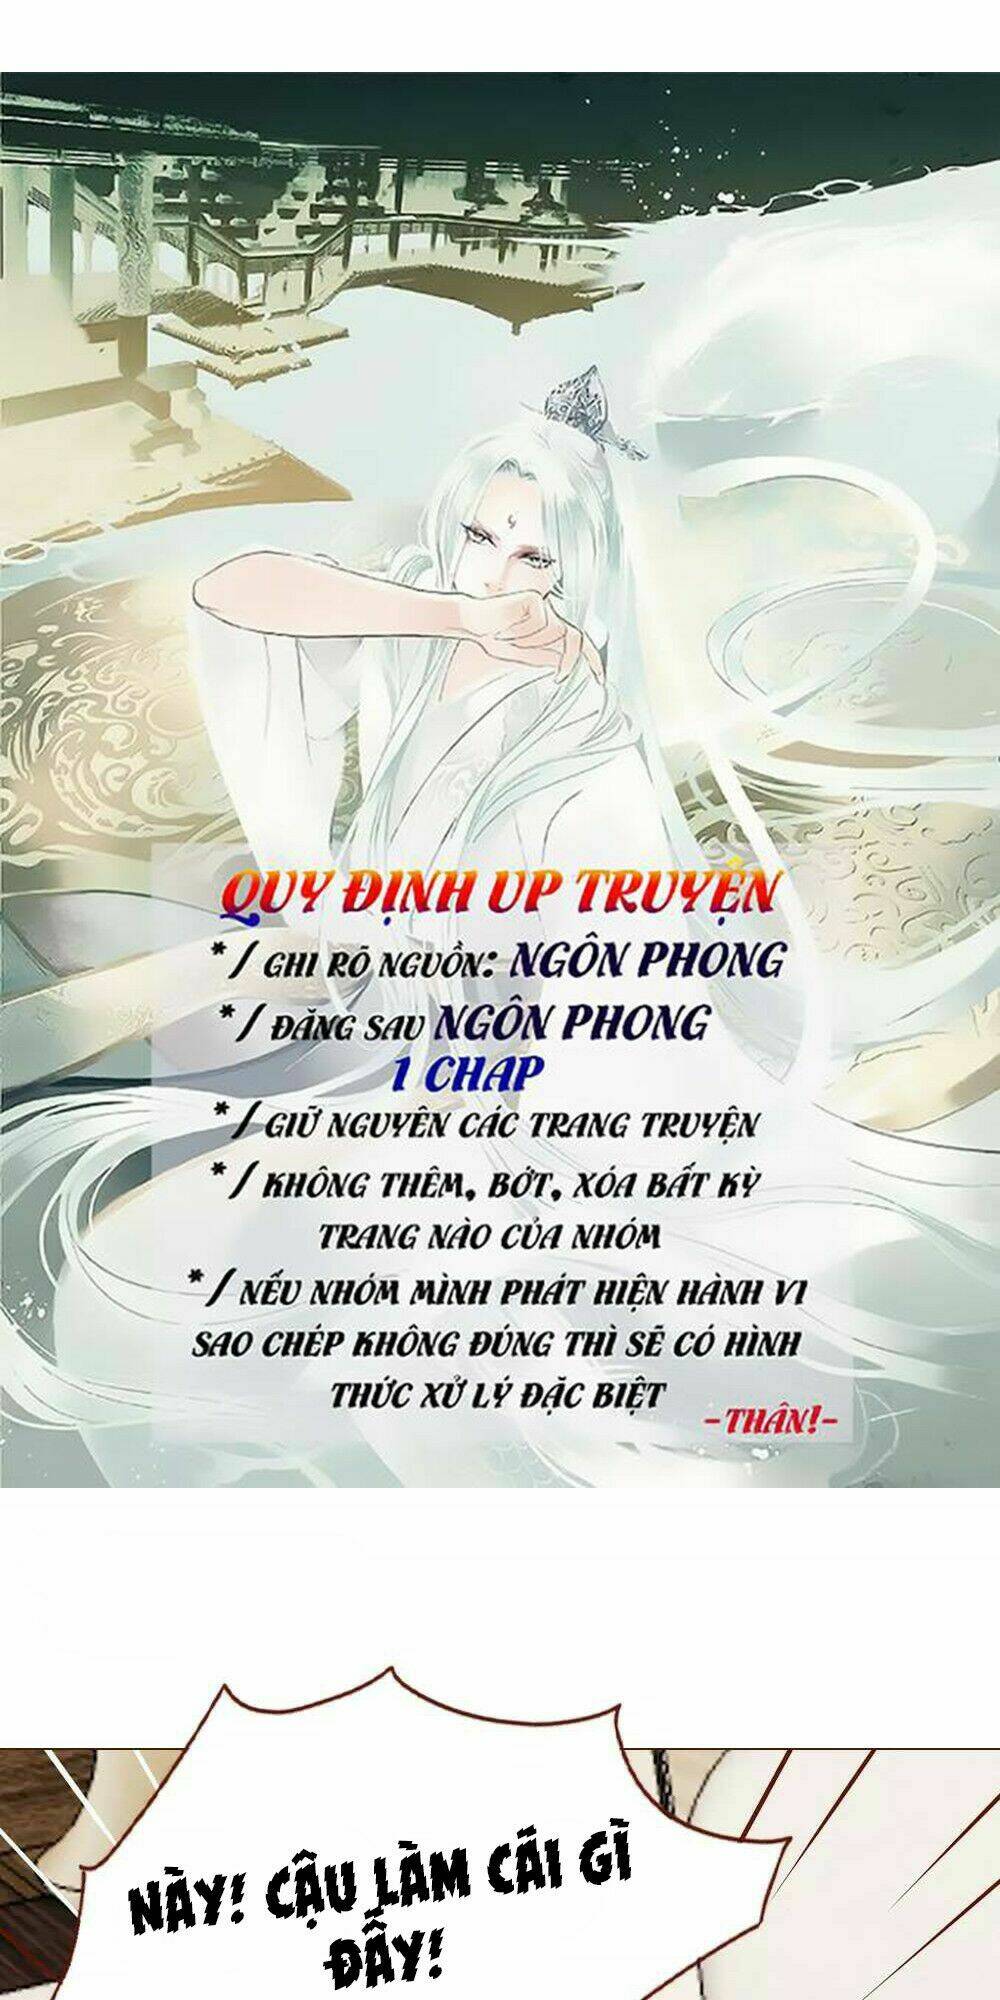 QUY ĐỊNH UP TRUYỆN
*/ GHI RÕ NGUỒN: NGÔN PHONG
*/ ĐĂNG SAU NGÔN PHONG
1 CHAP
*/ GIỮ NGUYÊN CÁC TRANG TRUYỆN
*/ KHÔNG THÊM, BỚT, XÓA BẤT KỲ
TRANG NÀO CỦA NHÓM
*/ NẾU NHÓM MÌNH PHÁT HIỆN HÀNH VI
SAO CHÉP KHÔNG ĐÚNG THÌ SẼ CÓ HÌNH
THỨC XỬ LÝ ĐẶC BIỆT
-THÂN!-
NÀY! CẬU LÀM CÁI GÌ
ĐẤY!